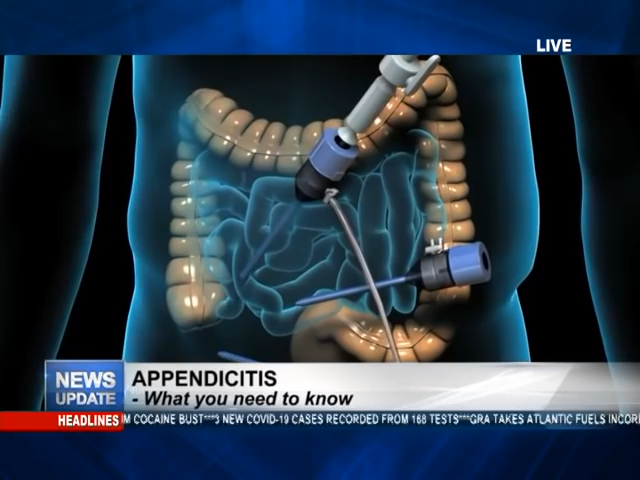 LIVE
NEWS UPDATE
APPENDICITIS
- What you need to know
HEADLINES
COCAINE BUST***3 NEW COVID-19 CASES RECORDED FROM 168 TESTS***GRA TAKES ATLANTIC FUELS